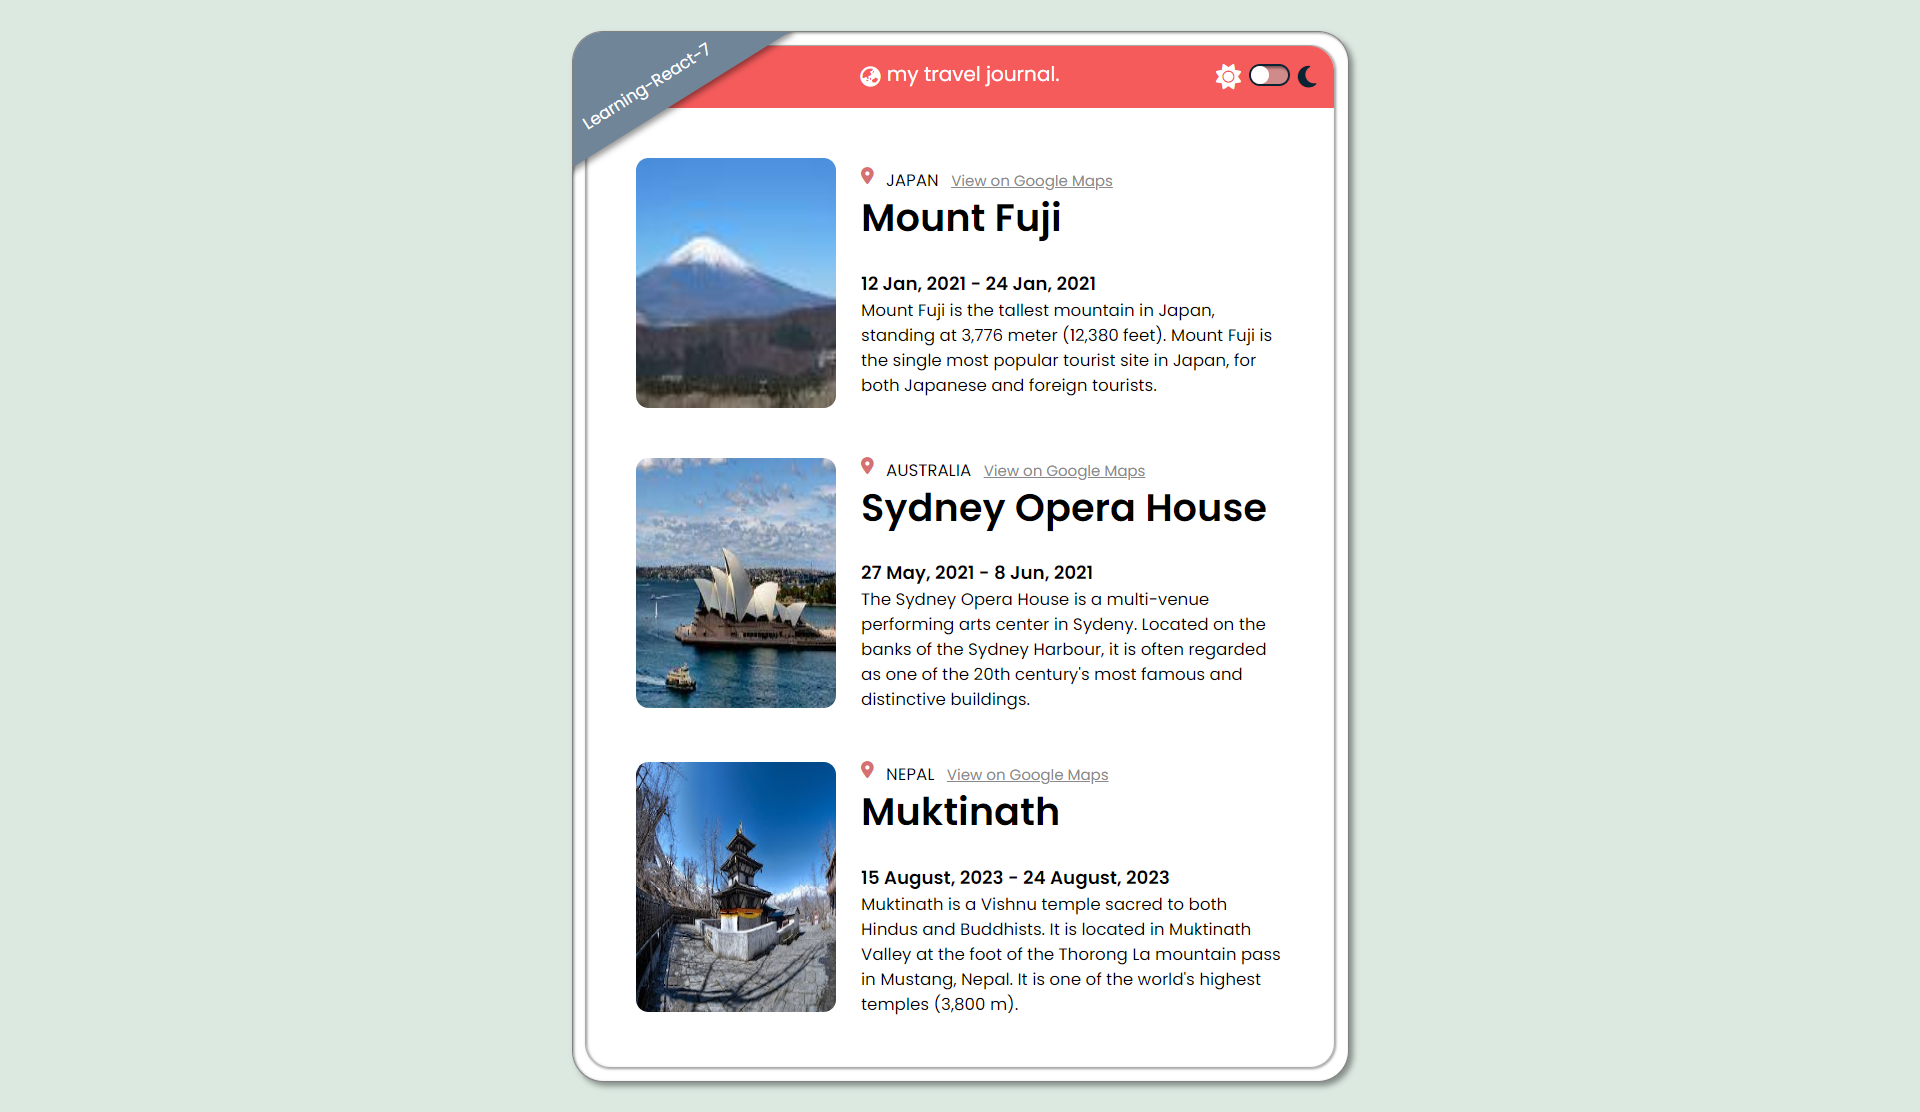 Learning-React-7
my travel journal.
JAPAN View on Google Maps
Mount Fuji
12 Jan, 2021 - 24 Jan, 2021
Mount Fuji is the tallest mountain in Japan,
standing at 3,776 meter (12,380 feet). Mount Fuji is
the single most popular tourist site in Japan, for
both Japanese and foreign tourists.
AUSTRALIA View on Google Maps
Sydney Opera House
27 May, 2021 - 8 Jun, 2021
The Sydney Opera House is a multi-venue
performing arts center in Sydeny. Located on the
banks of the Sydney Harbour, it is often regarded
as one of the 20th century's most famous and
distinctive buildings.
NEPAL View on Google Maps
Muktinath
15 August, 2023 - 24 August, 2023
Muktinath is a Vishnu temple sacred to both
Hindus and Buddhists. It is located in Muktinath
Valley at the foot of the Thorong La mountain pass
in Mustang, Nepal. It is one of the world's highest
temples (3,800 m).